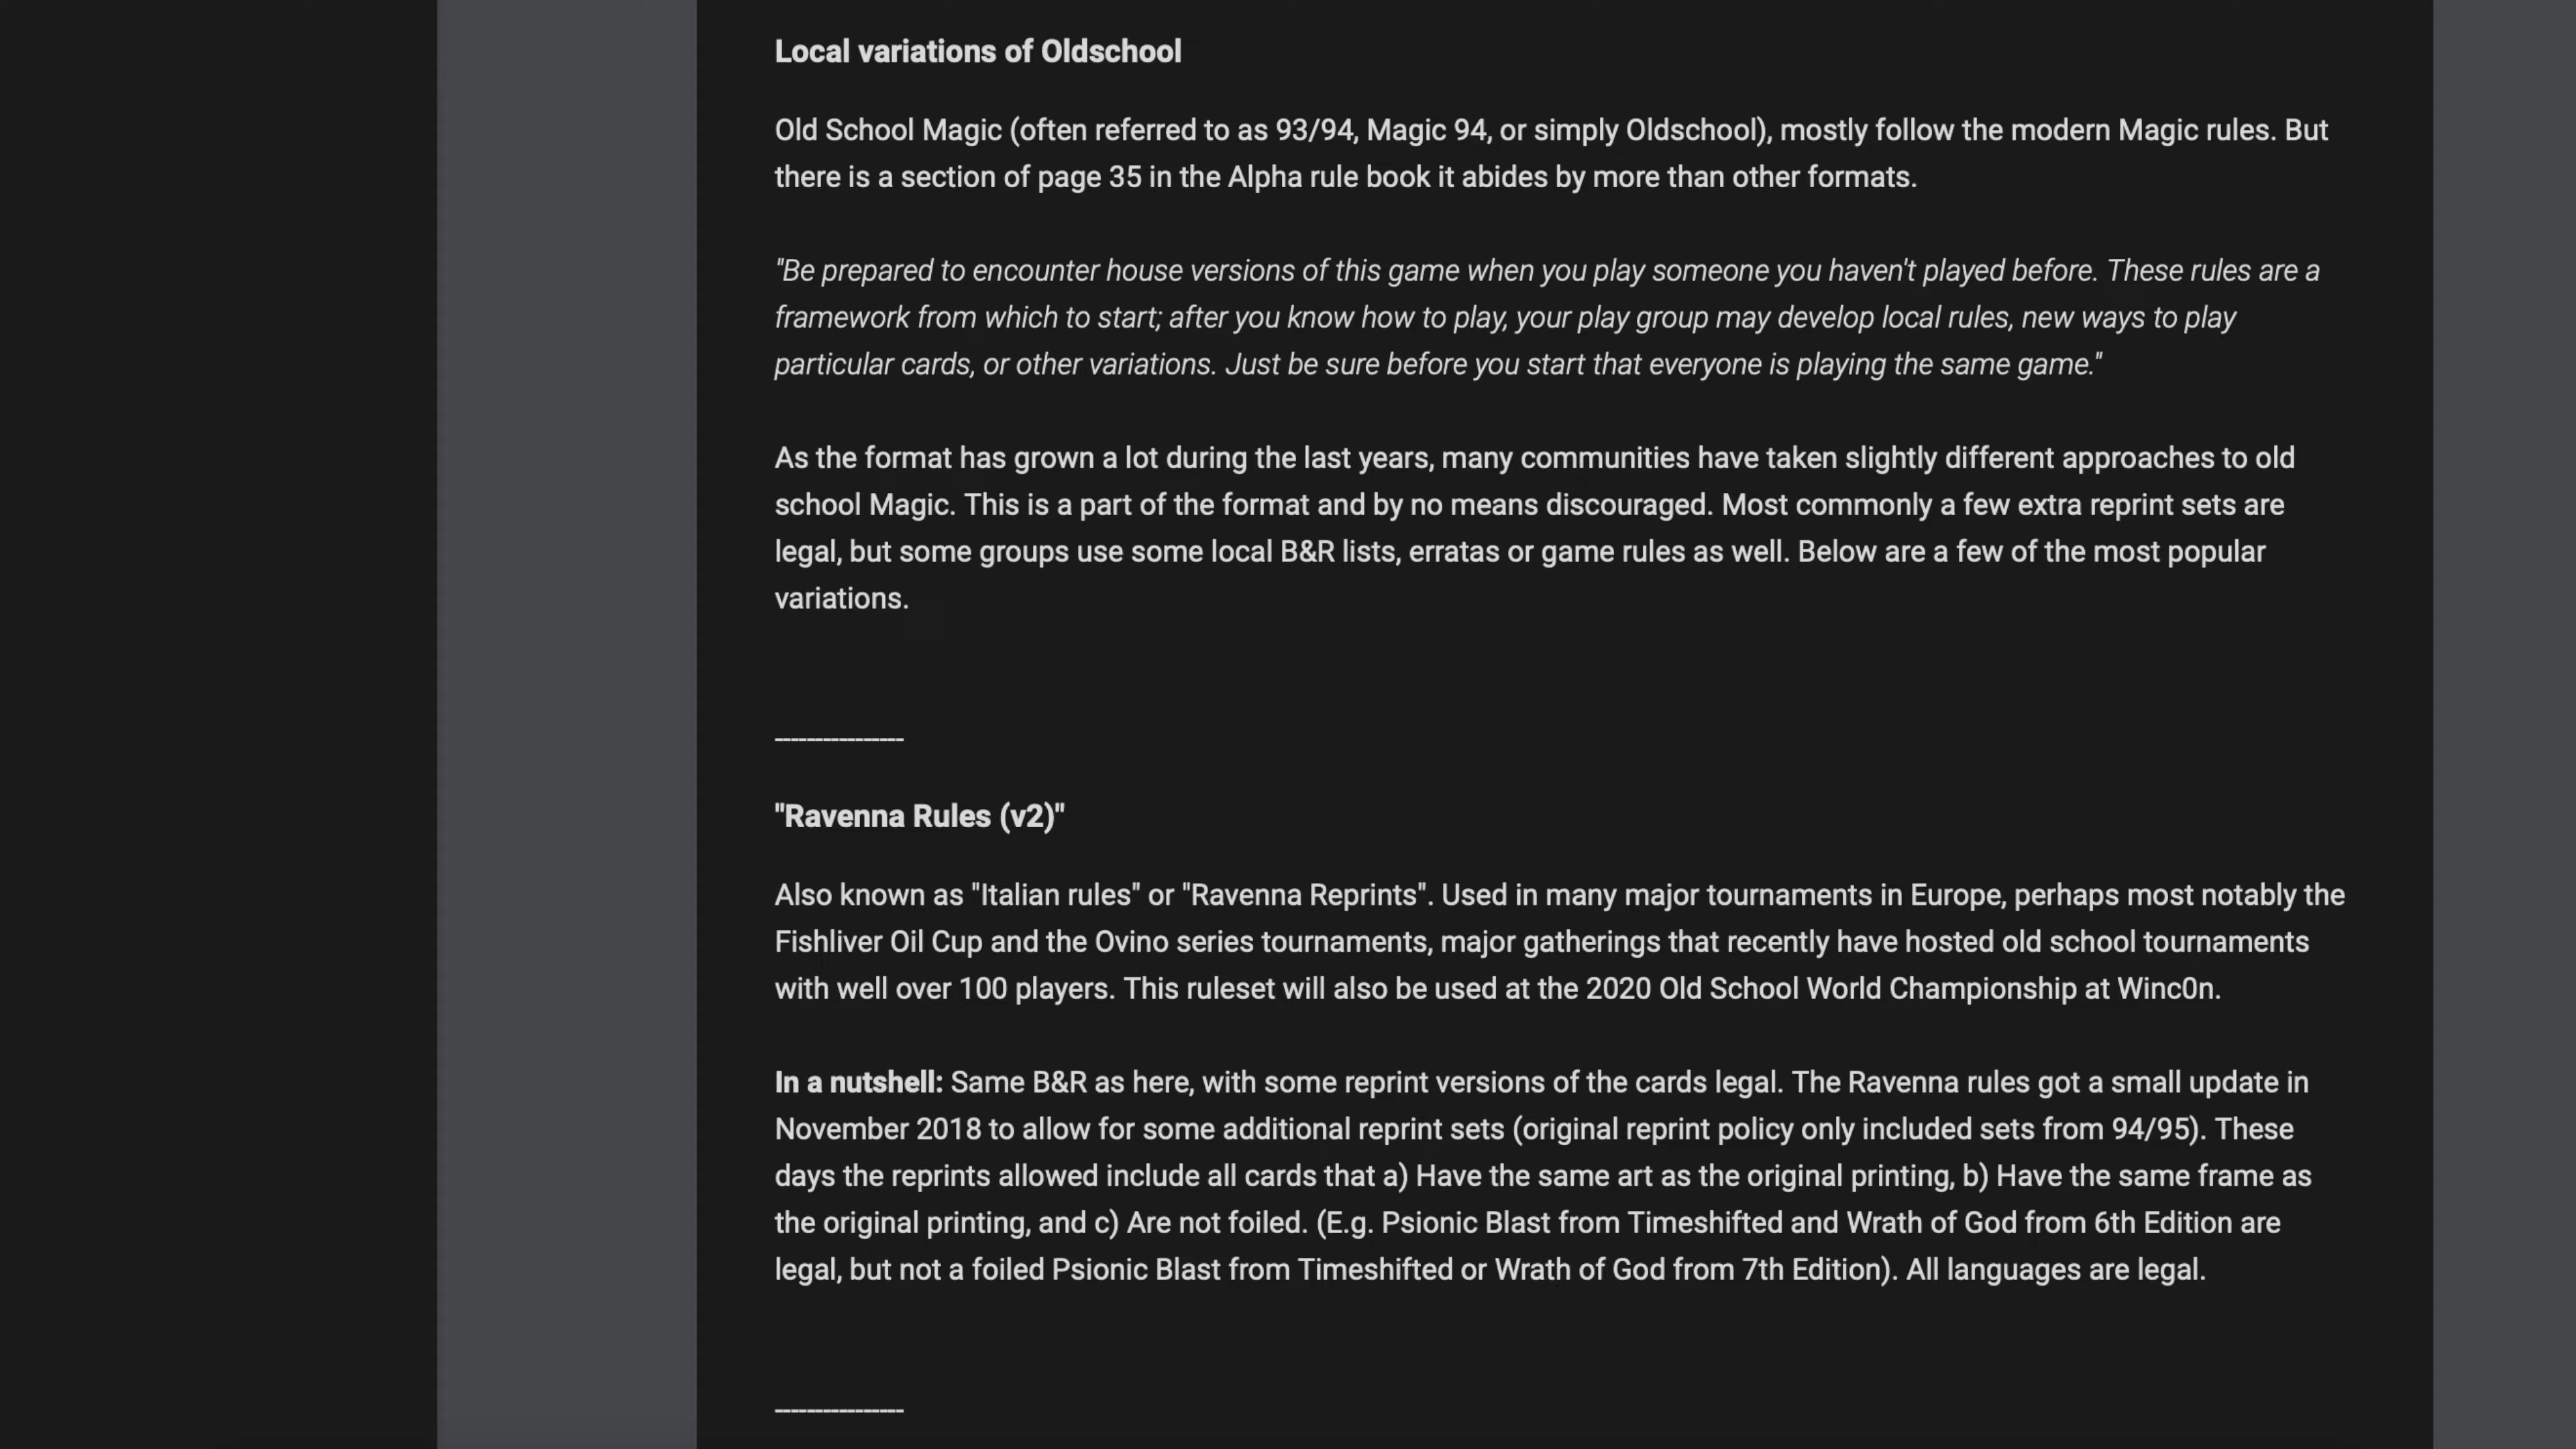 Local variations of Oldschool
Old School Magic (often referred to as 93/94, Magic 94, or simply Oldschool), mostly follow the modern Magic rules. But
there is a section of page 35 in the Alpha rule book it abides by more than other formats.
"Be prepared to encounter house versions of this game when you play someone you haven't played before. These rules are a
framework from which to start; after you know how to play, your play group may develop local rules, new ways to play
particular cards, or other variations. Just be sure before you start that everyone is playing the same game."
As the format has grown a lot during the last years, many communities have taken slightly different approaches to old
school Magic. This is a part of the format and by no means discouraged. Most commonly a few extra reprint sets are
legal, but some groups use some local B&R lists, erratas or game rules as well. Below are a few of the most popular
variations.
----------------
"Ravenna Rules (v2)"
Also known as "Italian rules" or "Ravenna Reprints". Used in many major tournaments in Europe, perhaps most notably the
Fishliver Oil Cup and the Ovino series tournaments, major gatherings that recently have hosted old school tournaments
with well over 100 players. This ruleset will also be used at the 2020 Old School World Championship at Winc0n.
In a nutshell: Same B&R as here, with some reprint versions of the cards legal. The Ravenna rules got a small update in
November 2018 to allow for some additional reprint sets (original reprint policy only included sets from 94/95). These
days the reprints allowed include all cards that a) Have the same art as the original printing, b) Have the same frame as
the original printing, and c) Are not foiled. (E.g. Psionic Blast from Timeshifted and Wrath of God from 6th Edition are
legal, but not a foiled Psionic Blast from Timeshifted or Wrath of God from 7th Edition). All languages are legal.
----------------